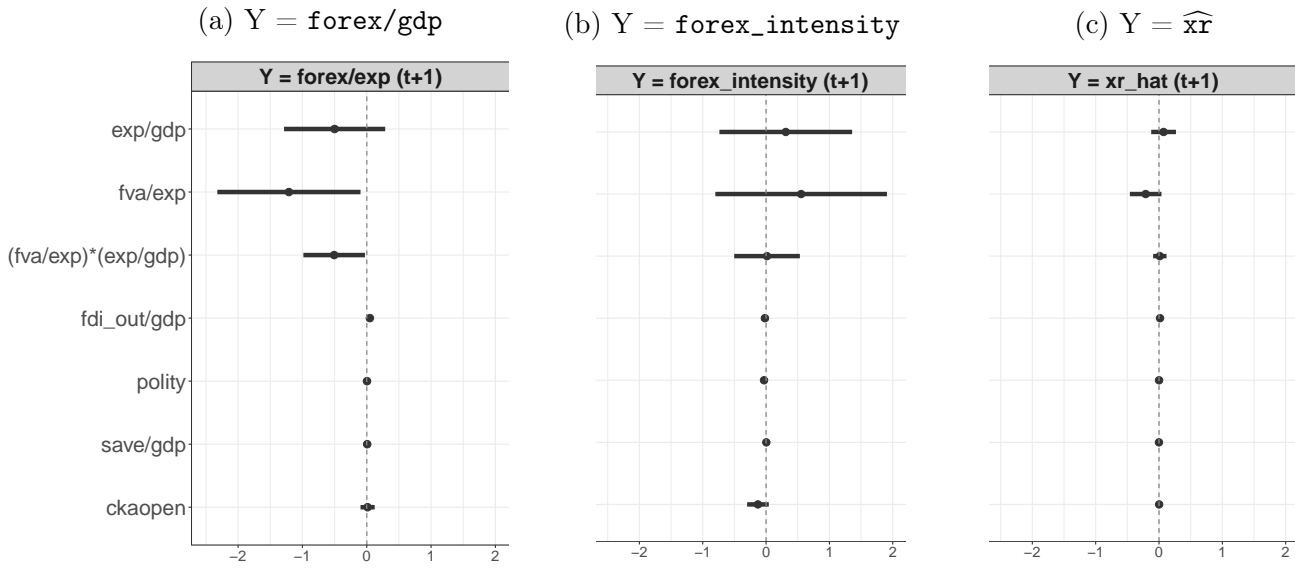 (a) Y = forex/gdp
(b) Y = forex_intensity
(c) Y = x̂r
Y = forex/exp (t+1)
Y = forex_intensity (t+1)
Y = xr_hat (t+1)
exp/gdp
fva/exp
(fva/exp)*(exp/gdp)
fdi_out/gdp
polity
save/gdp
ckaopen
−2 −1 0 1 2
−2 −1 0 1 2
−2 −1 0 1 2